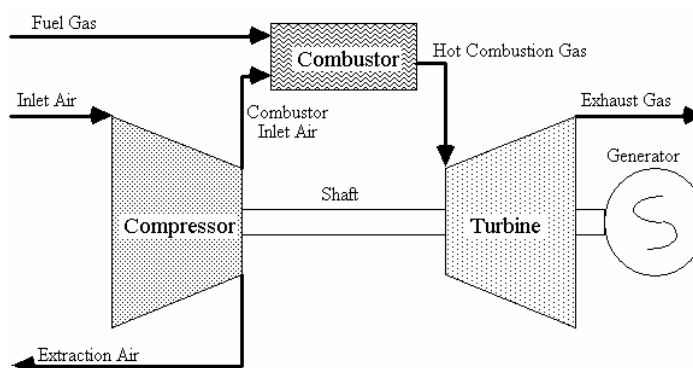 Fuel Gas
Combustor
Hot Combustion Gas
Inlet Air
Combustor
Inlet Air
Exhaust Gas
Generator
Shaft
Compressor
Turbine
Extraction Air